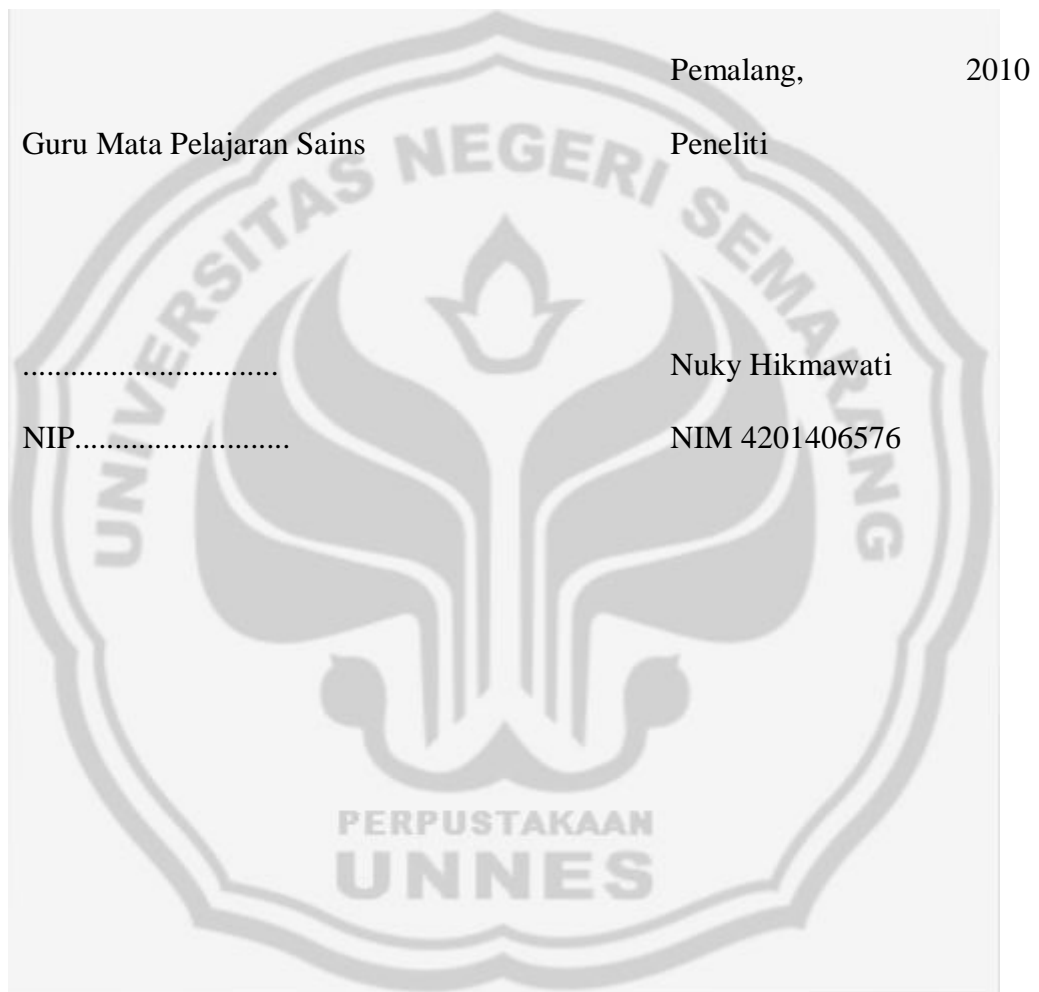 Pemalang, 2010
Guru Mata Pelajaran Sains Peneliti
................................ Nuky Hikmawati
NIP........................... NIM 4201406576
UNIVERSITAS NEGERI SEMARANG
PERPUSTAKAAN
UNNES